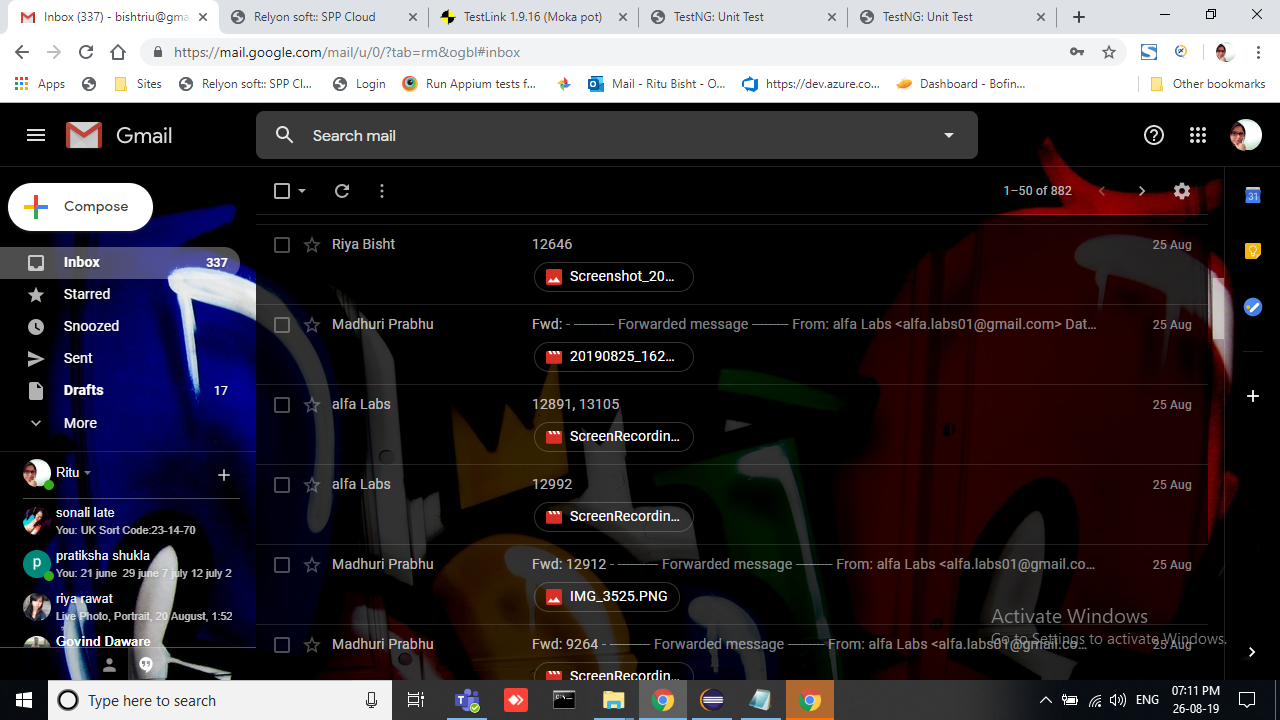 Inbox (337) - bishtriu@gma
Relyon soft:: SPP Cloud
TestLink 1.9.16 (Moka pot)
TestNG: Unit Test
TestNG: Unit Test
https://mail.google.com/mail/u/0/?tab=rm&ogbl#inbox
Apps
Sites
Relyon soft:: SPP Cl...
Login
Run Appium tests f...
Mail - Ritu Bisht - O...
https://dev.azure.co...
Dashboard - Bofin...
Other bookmarks
Gmail
Search mail
Compose
1–50 of 882
31
Inbox 337
Starred
Snoozed
Sent
Drafts 17
More
Riya Bisht 12646 25 Aug
Screenshot_20...
Madhuri Prabhu Fwd: - ---------- Forwarded message --------- From: alfa Labs <alfa.labs01@gmail.com> Dat... 25 Aug
20190825_162...
alfa Labs 12891, 13105 25 Aug
ScreenRecordin...
alfa Labs 12992 25 Aug
ScreenRecordin...
Madhuri Prabhu Fwd: 12912 - ---------- Forwarded message --------- From: alfa Labs <alfa.labs01@gmail.co... 25 Aug
IMG_3525.PNG
Madhuri Prabhu Fwd: 9264 - ---------- Forwarded message --------- From: alfa Labs <alfa.labs01@gmail.co... 25 Aug
ScreenRecordin...
Ritu
sonali late
You: UK Sort Code:23-14-70
p
pratiksha shukla
You: 21 june 29 june 7 july 12 july 2
riya rawat
Live Photo, Portrait, 20 August, 1:52
Govind Daware
Activate Windows
Go to Settings to activate Windows.
Type here to search
ENG
07:11 PM
26-08-19